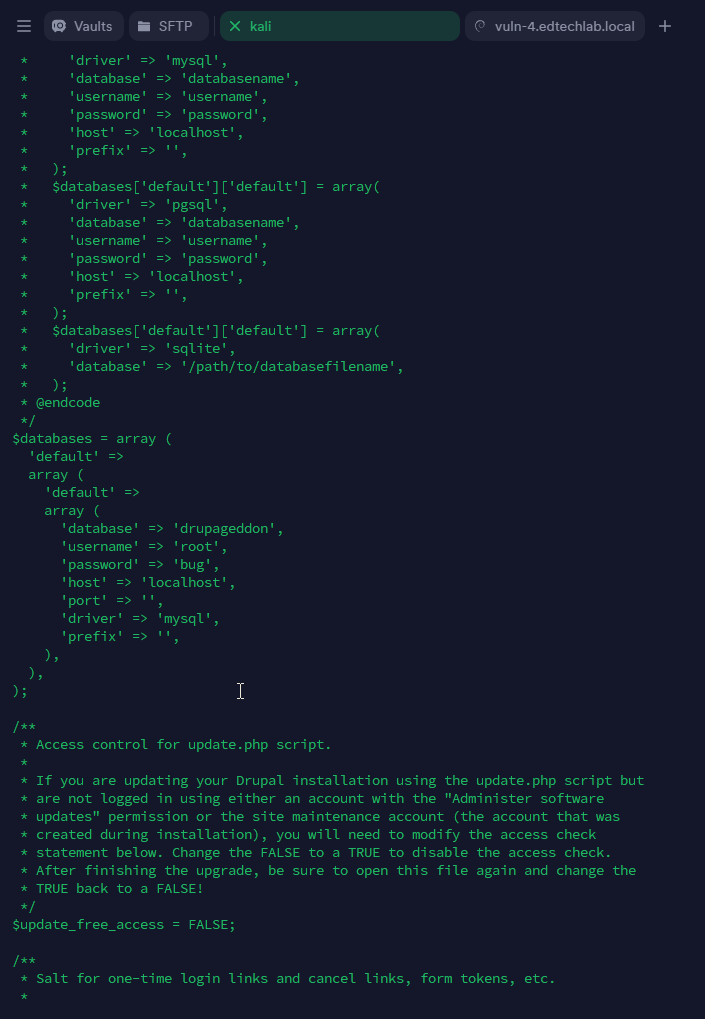 Vaults
SFTP
kali
vuln-4.edtechlab.local
 *     'driver' => 'mysql',
 *     'database' => 'databasename',
 *     'username' => 'username',
 *     'password' => 'password',
 *     'host' => 'localhost',
 *     'prefix' => '',
 *   );
 *   $databases['default']['default'] = array(
 *     'driver' => 'pgsql',
 *     'database' => 'databasename',
 *     'username' => 'username',
 *     'password' => 'password',
 *     'host' => 'localhost',
 *     'prefix' => '',
 *   );
 *   $databases['default']['default'] = array(
 *     'driver' => 'sqlite',
 *     'database' => '/path/to/databasefilename',
 *   );
 * @endcode
 */
$databases = array (
  'default' =>
  array (
    'default' =>
    array (
      'database' => 'drupageddon',
      'username' => 'root',
      'password' => 'bug',
      'host' => 'localhost',
      'port' => '',
      'driver' => 'mysql',
      'prefix' => '',
    ),
  ),
);
/**
 * Access control for update.php script.
 *
 * If you are updating your Drupal installation using the update.php script but
 * are not logged in using either an account with the "Administer software
 * updates" permission or the site maintenance account (the account that was
 * created during installation), you will need to modify the access check
 * statement below. Change the FALSE to a TRUE to disable the access check.
 * After finishing the upgrade, be sure to open this file again and change the
 * TRUE back to a FALSE!
 */
$update_free_access = FALSE;
/**
 * Salt for one-time login links and cancel links, form tokens, etc.
 *